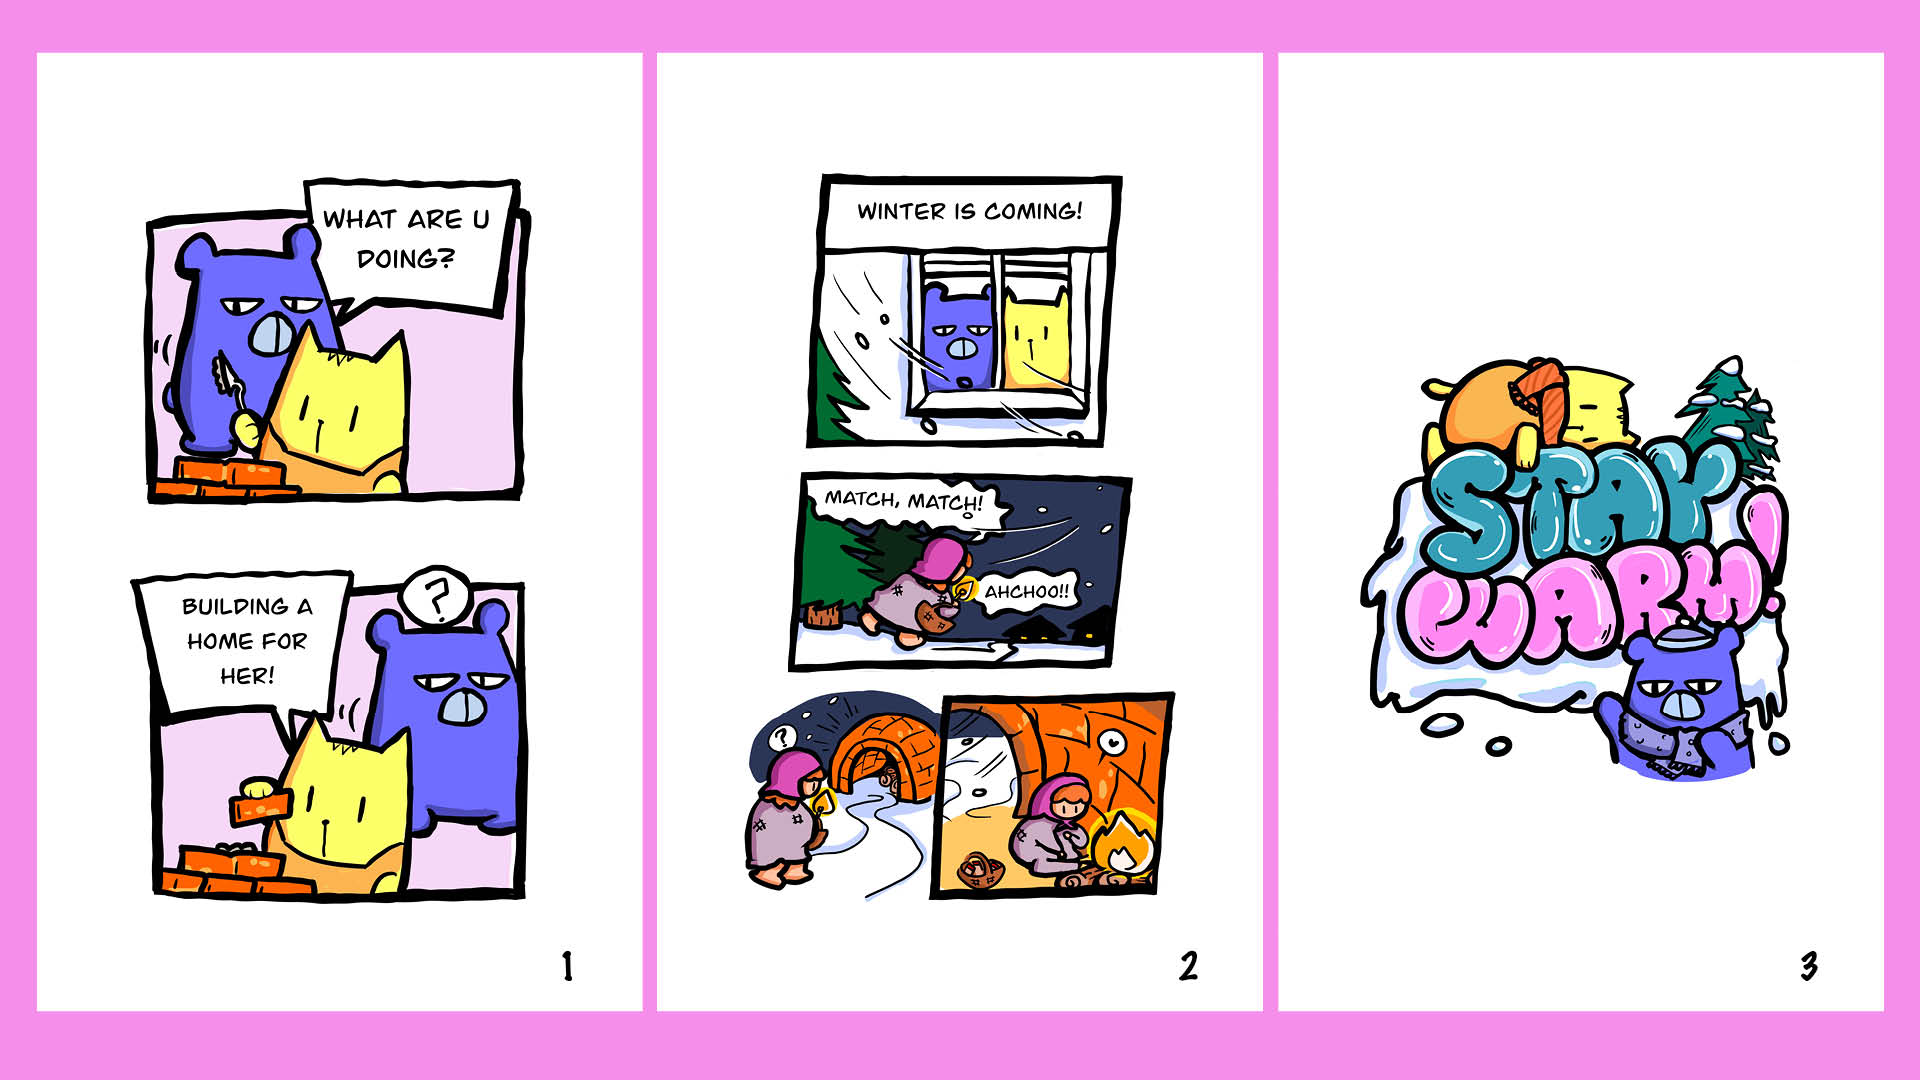 WHAT ARE U
DOING?
?
BUILDING A
HOME FOR
HER!
1
WINTER IS COMING!
MATCH, MATCH!
AHCHOO!!
?
2
STAY
WARM!
3